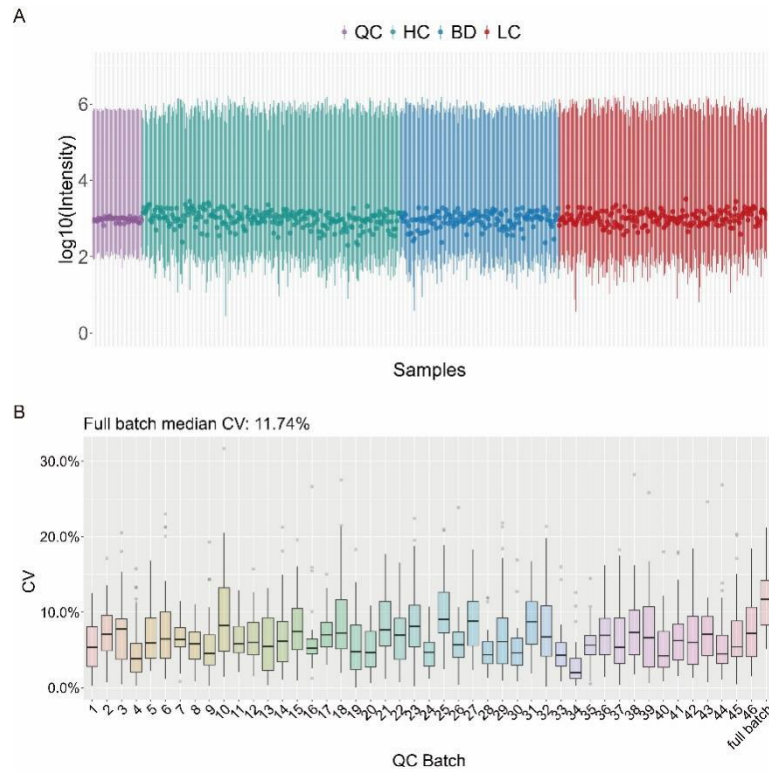 A
QC HC BD LC
6
4
2
0
log10(Intensity)
Samples
B
Full batch median CV: 11.74%
30.0%
20.0%
10.0%
0.0%
CV
1 2 3 4 5 6 7 8 9 10 11 12 13 14 15 16 17 18 19 20 21 22 23 24 25 26 27 28 29 30 31 32 33 34 35 36 37 38 39 40 41 42 43 44 45 46 full batch
QC Batch